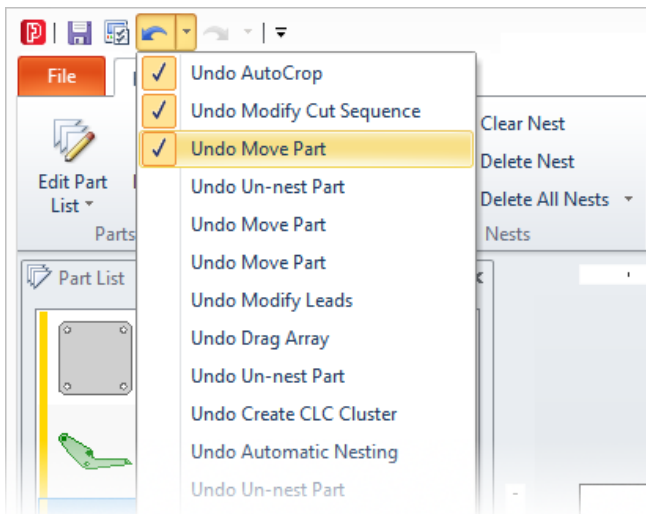 File
Undo AutoCrop
Undo Modify Cut Sequence
Undo Move Part
Undo Un-nest Part
Undo Move Part
Undo Move Part
Undo Modify Leads
Undo Drag Array
Undo Un-nest Part
Undo Create CLC Cluster
Undo Automatic Nesting
Undo Un-nest Part
Edit Part
List
Parts
Clear Nest
Delete Nest
Delete All Nests
Nests
Part List